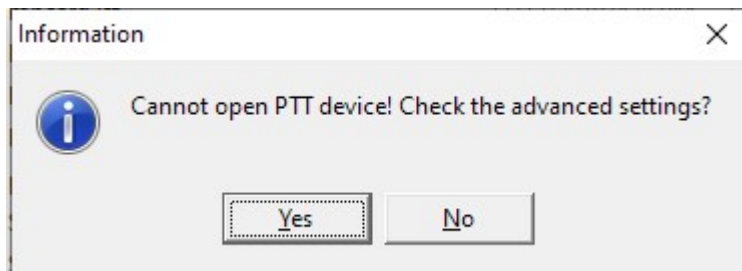 Information
Cannot open PTT device! Check the advanced settings?
Yes
No